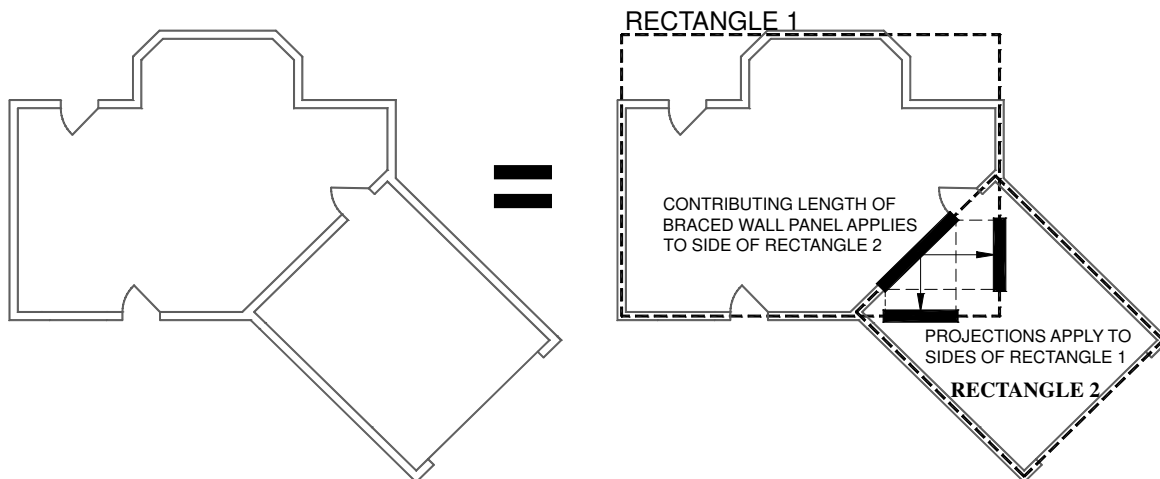 RECTANGLE 1
CONTRIBUTING LENGTH OF
BRACED WALL PANEL APPLIES
TO SIDE OF RECTANGLE 2
PROJECTIONS APPLY TO
SIDES OF RECTANGLE 1
RECTANGLE 2